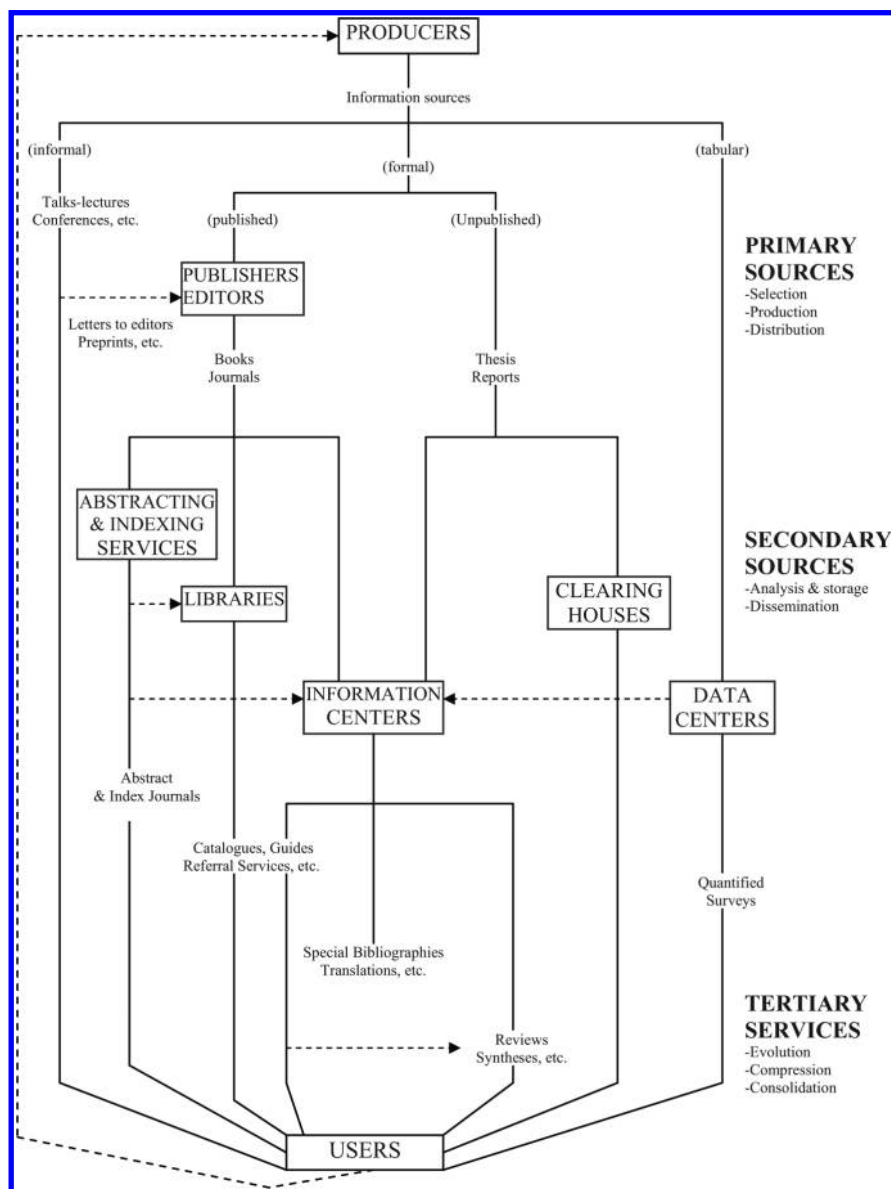 PRODUCERS
Information sources
(informal)
(formal)
(tabular)
Talks-lectures
Conferences, etc.
(published)
(Unpublished)
PRIMARY
SOURCES
-Selection
-Production
-Distribution
PUBLISHERS
EDITORS
Letters to editors
Preprints, etc.
Books
Journals
Thesis
Reports
ABSTRACTING
& INDEXING
SERVICES
LIBRARIES
CLEARING
HOUSES
SECONDARY
SOURCES
-Analysis & storage
-Dissemination
INFORMATION
CENTERS
DATA
CENTERS
Abstract
& Index Journals
Catalogues, Guides
Referral Services, etc.
Quantified
Surveys
Special Bibliographies
Translations, etc.
Reviews
Syntheses, etc.
TERTIARY
SERVICES
-Evolution
-Compression
-Consolidation
USERS